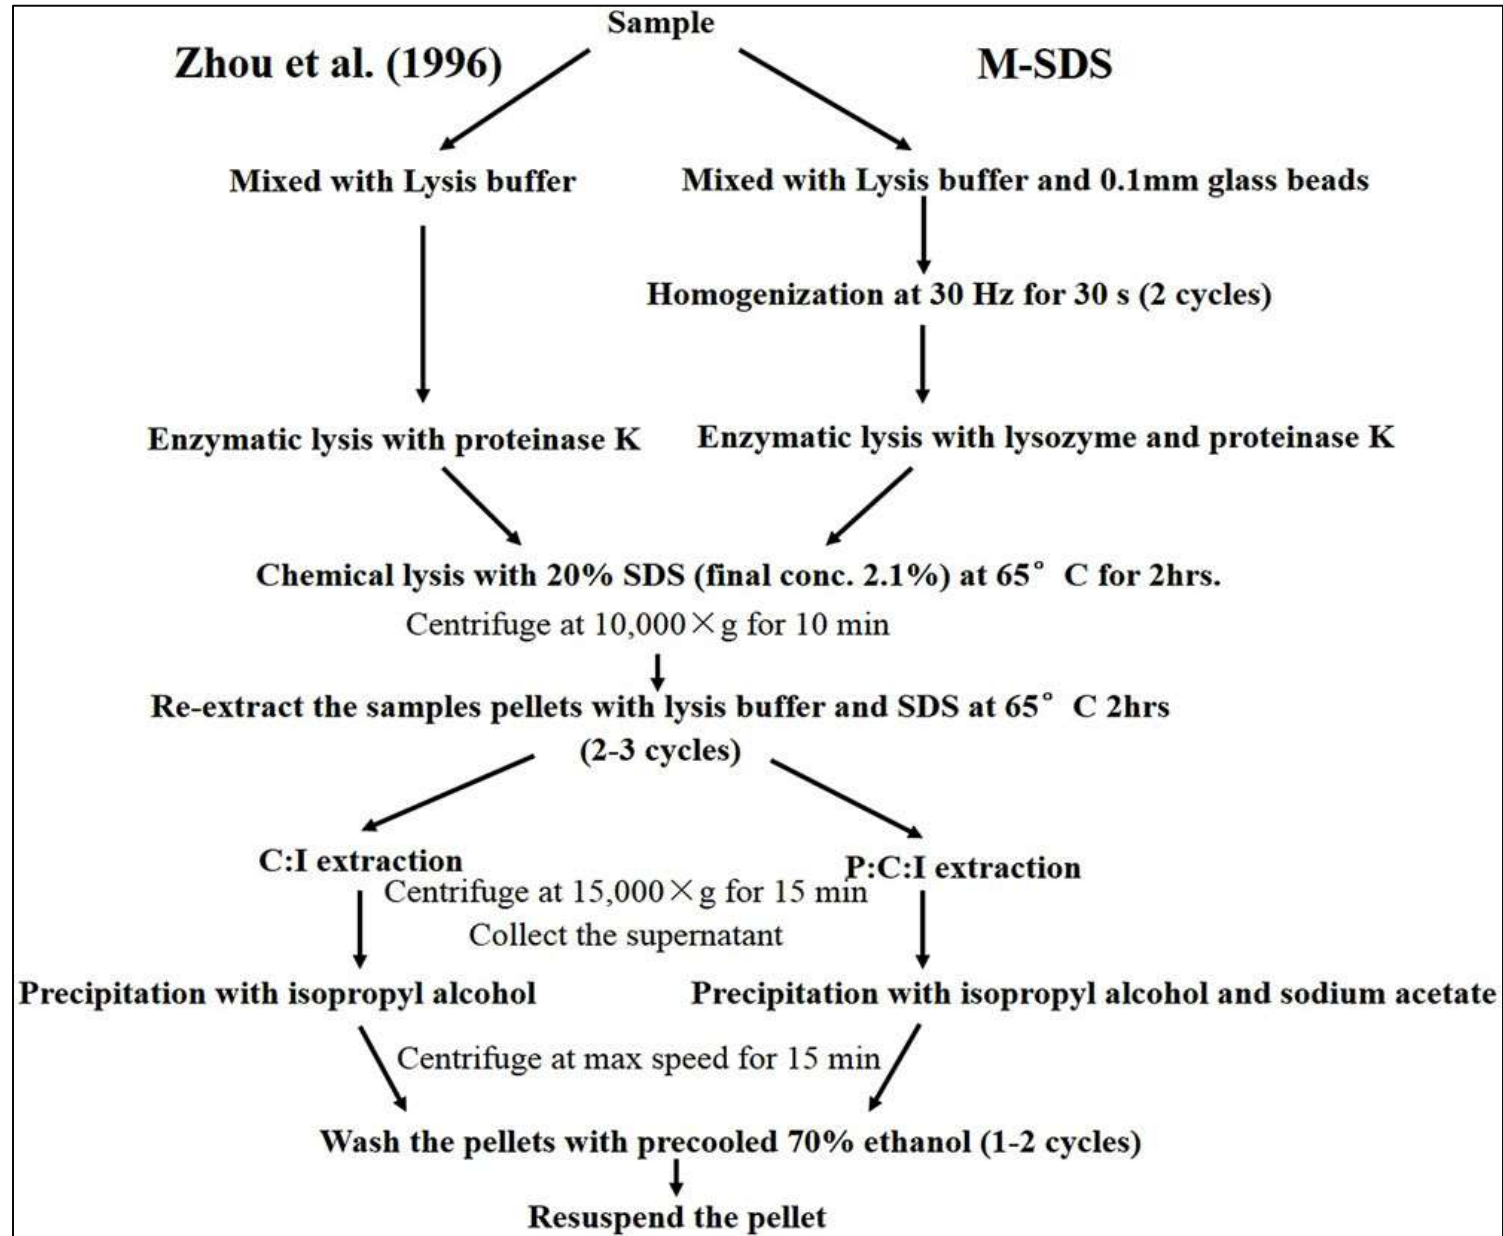 Sample
Zhou et al. (1996)
M-SDS
Mixed with Lysis buffer
Mixed with Lysis buffer and 0.1mm glass beads
Homogenization at 30 Hz for 30 s (2 cycles)
Enzymatic lysis with proteinase K
Enzymatic lysis with lysozyme and proteinase K
Chemical lysis with 20% SDS (final conc. 2.1%) at 65° C for 2hrs.
Centrifuge at 10,000×g for 10 min
Re-extract the samples pellets with lysis buffer and SDS at 65° C 2hrs
(2-3 cycles)
C:I extraction
P:C:I extraction
Centrifuge at 15,000×g for 15 min
Collect the supernatant
Precipitation with isopropyl alcohol
Precipitation with isopropyl alcohol and sodium acetate
Centrifuge at max speed for 15 min
Wash the pellets with precooled 70% ethanol (1-2 cycles)
Resuspend the pellet